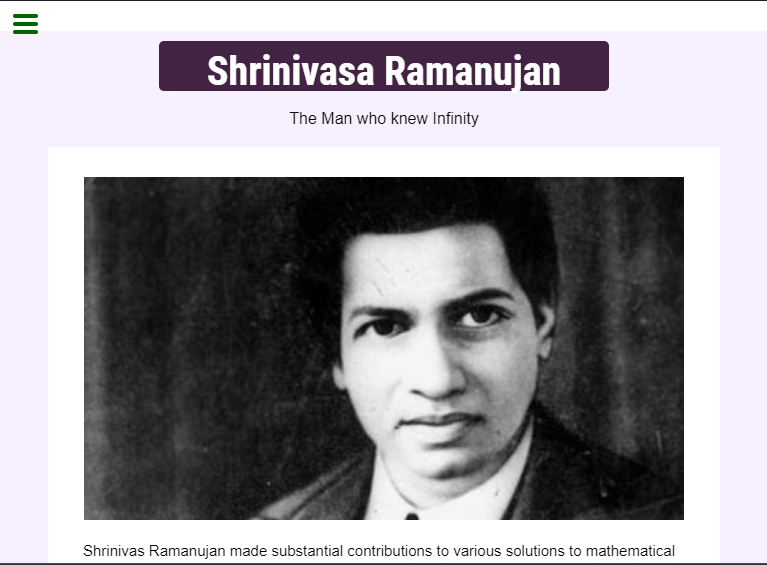 Shrinivasa Ramanujan
The Man who knew Infinity
Shrinivas Ramanujan made substantial contributions to various solutions to mathematical